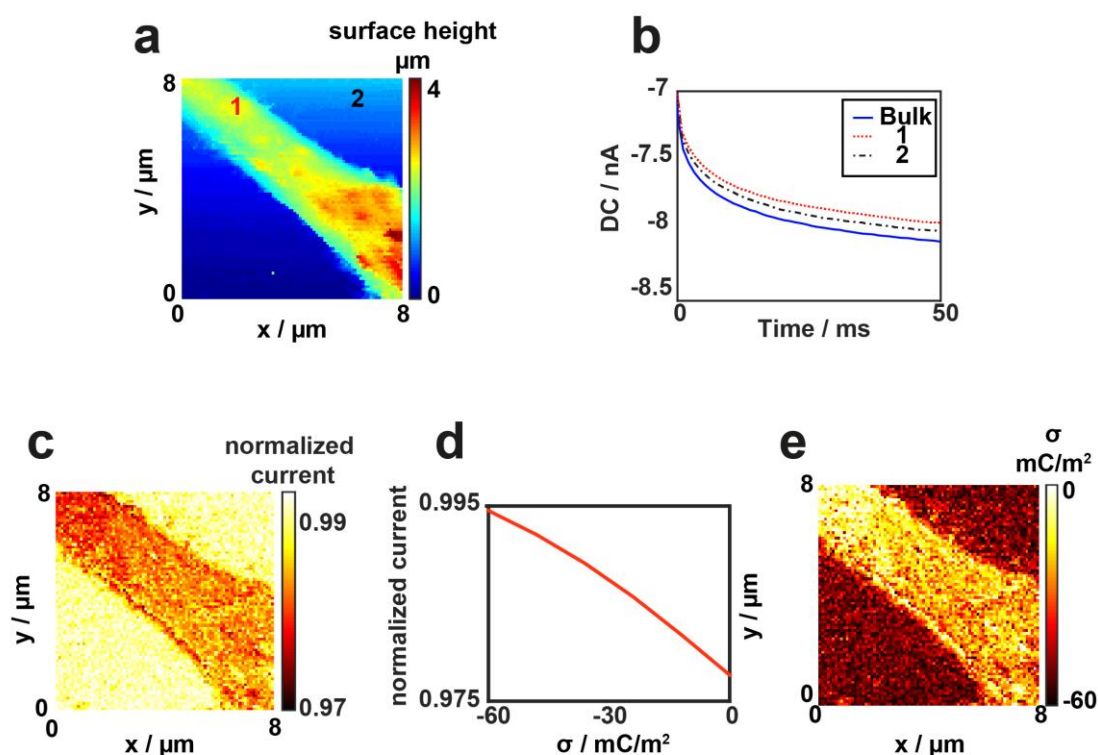 a
surface height
µm
8
1
2
4
y / µm
0
0
0
8
x / µm
b
-7
Bulk
1
2
-7.5
DC / nA
-8
-8.5
0
50
Time / ms
c
normalized
current
8
0.99
y / µm
0
0.97
0
8
x / µm
d
0.995
normalized current
0.975
-60
-30
0
σ / mC/m²
e
σ
mC/m²
8
0
y / µm
0
-60
0
8
x / µm